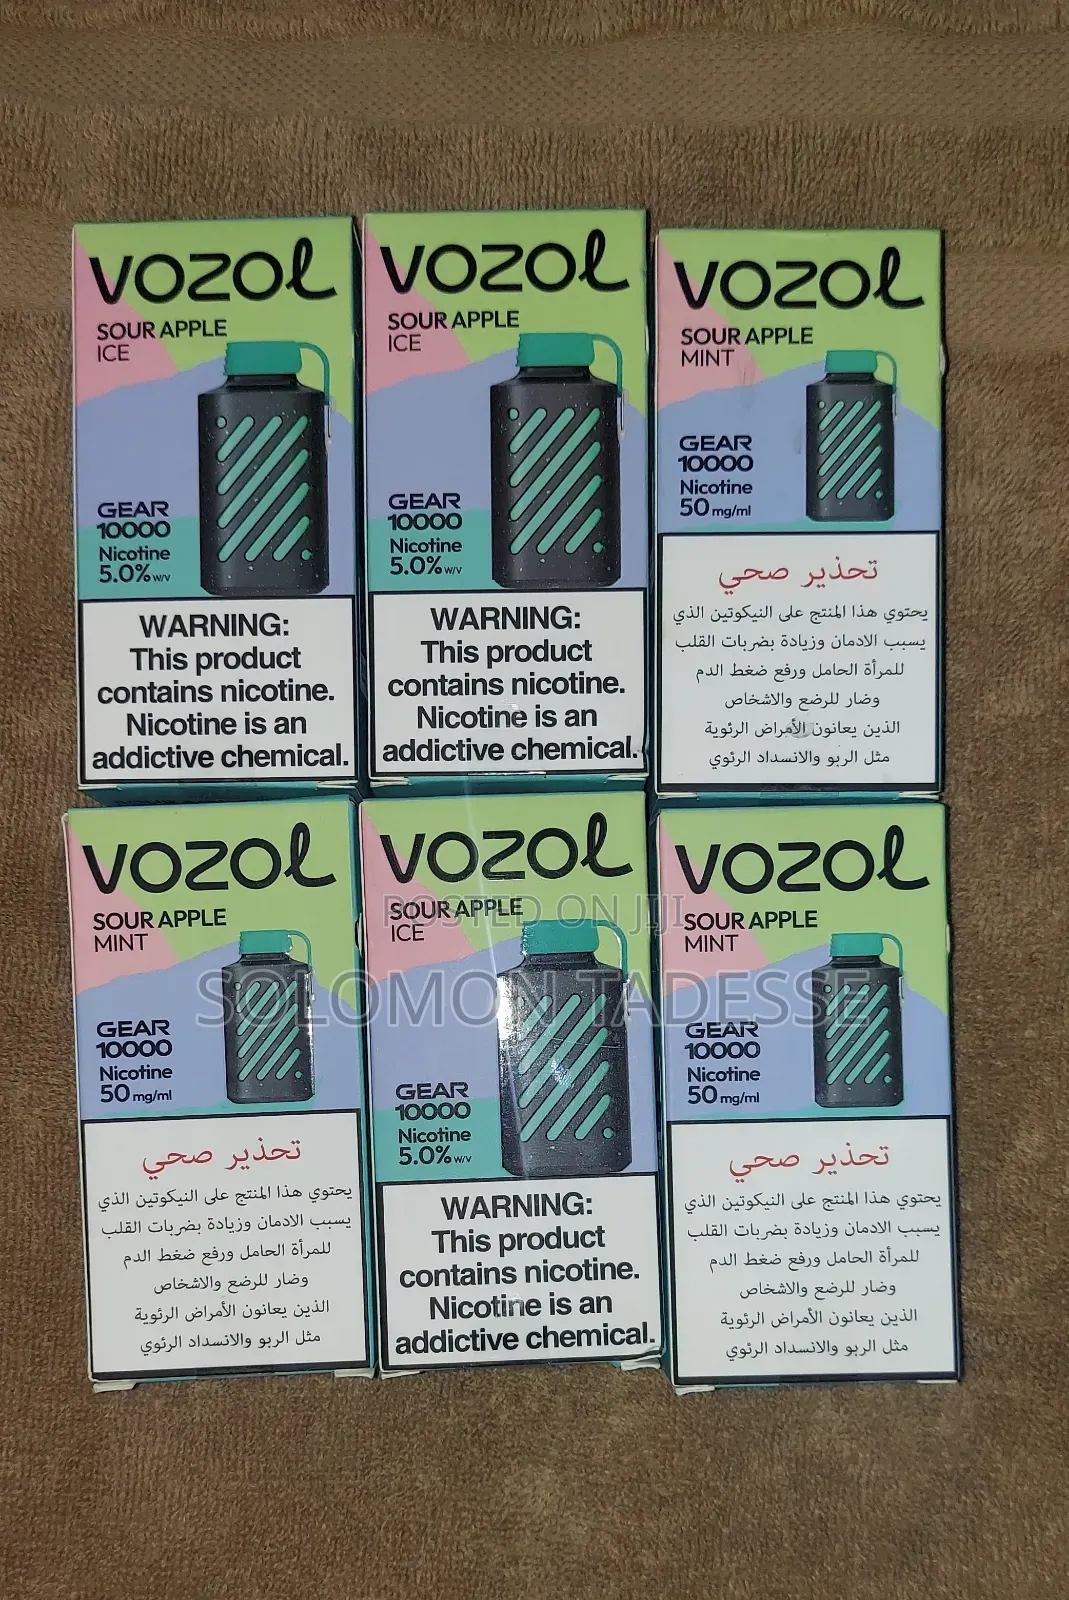 VOZOL
SOUR APPLE
ICE
GEAR
10000
Nicotine
5.0% w/v
WARNING:
This product
contains nicotine.
Nicotine is an
addictive chemical.
VOZOL
SOUR APPLE
ICE
GEAR
10000
Nicotine
5.0% w/v
WARNING:
This product
contains nicotine.
Nicotine is an
addictive chemical.
VOZOL
SOUR APPLE
MINT
GEAR
10000
Nicotine
50 mg/ml
تحذير صحي
يحتوي هذا المنتج على النيكوتين الذي
يسبب الادمان وزيادة بضربات القلب
للمرأة الحامل ورفع ضغط الدم
وضار للرضع والاشخاص
الذين يعانون الأمراض الرئوية
مثل الربو والانسداد الرئوي
VOZOL
SOUR APPLE
MINT
GEAR
10000
Nicotine
50 mg/ml
تحذير صحي
يحتوي هذا المنتج على النيكوتين الذي
يسبب الادمان وزيادة بضربات القلب
للمرأة الحامل ورفع ضغط الدم
وضار للرضع والاشخاص
الذين يعانون الأمراض الرئوية
مثل الربو والانسداد الرئوي
VOZOL
SOUR APPLE
ICE
GEAR
10000
Nicotine
5.0% w/v
WARNING:
This product
contains nicotine.
Nicotine is an
addictive chemical.
VOZOL
SOUR APPLE
MINT
GEAR
10000
Nicotine
50 mg/ml
تحذير صحي
يحتوي هذا المنتج على النيكوتين الذي
يسبب الادمان وزيادة بضربات القلب
للمرأة الحامل ورفع ضغط الدم
وضار للرضع والاشخاص
الذين يعانون الأمراض الرئوية
مثل الربو والانسداد الرئوي
POSTED ON JIJI
SOLOMON TADESSE